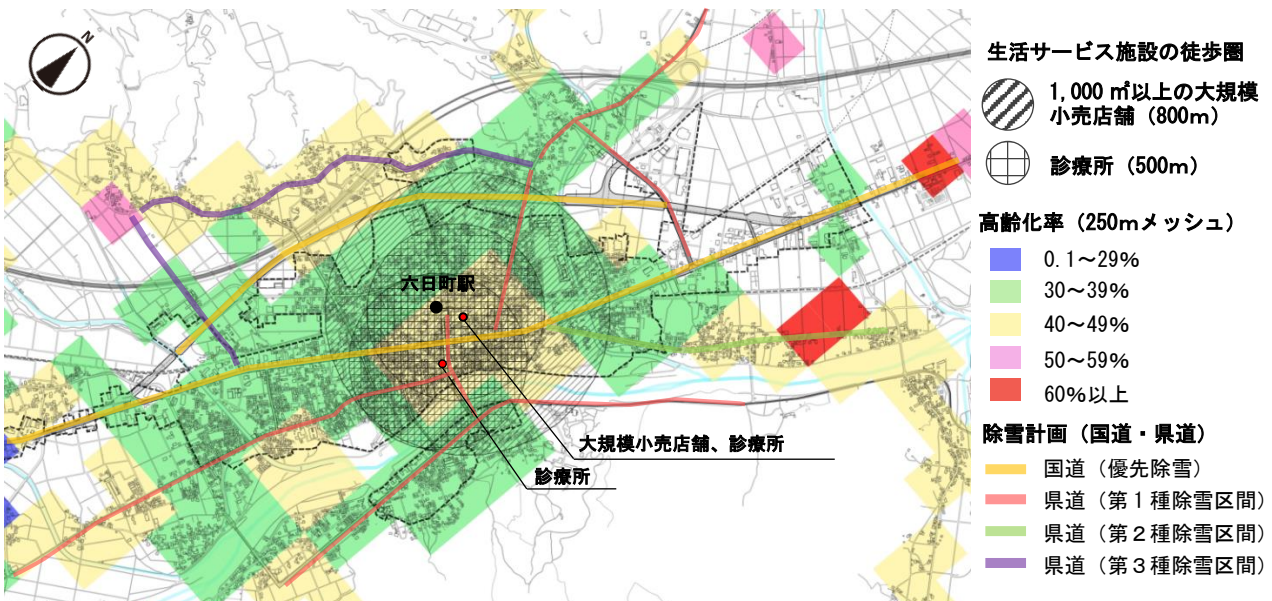 N
六日町駅
大規模小売店舗、診療所
診療所
生活サービス施設の徒歩圏
1,000 ㎡以上の大規模
小売店舗（800m）
診療所（500m）
高齢化率（250mメッシュ）
0.1～29%
30～39%
40～49%
50～59%
60%以上
除雪計画（国道・県道）
国道（優先除雪）
県道（第１種除雪区間）
県道（第２種除雪区間）
県道（第３種除雪区間）